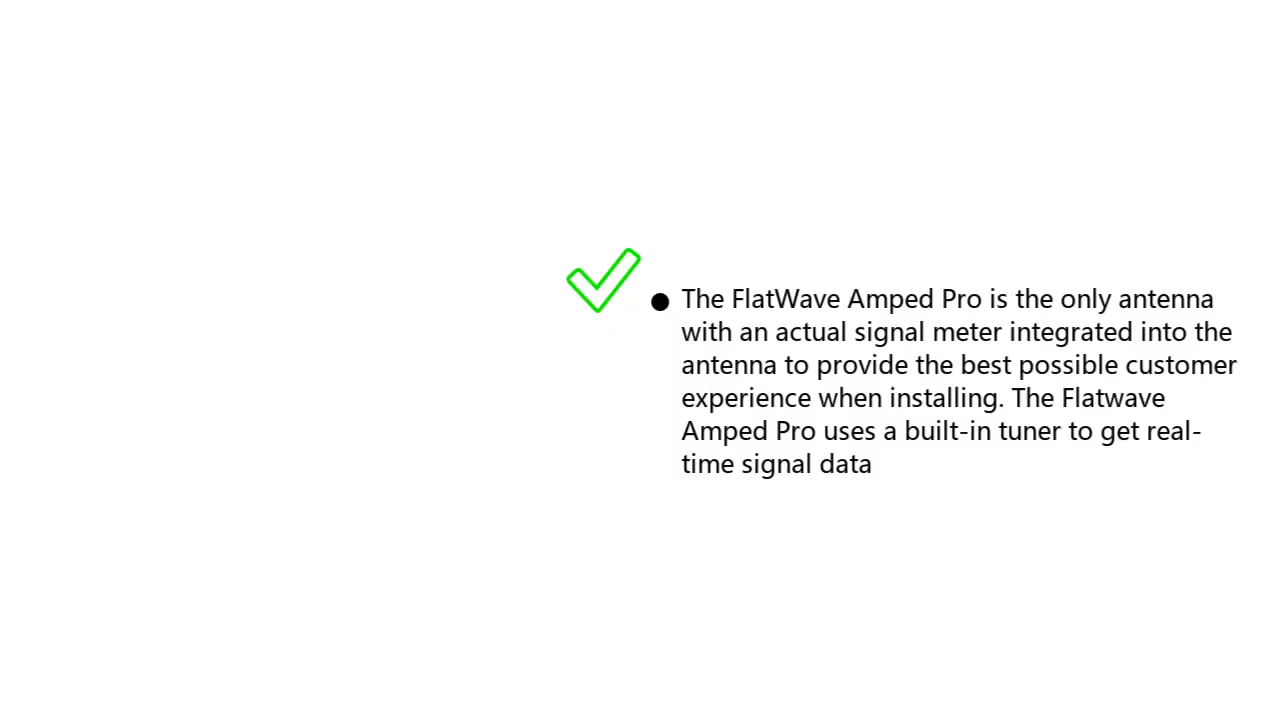 ● The FlatWave Amped Pro is the only antenna
with an actual signal meter integrated into the
antenna to provide the best possible customer
experience when installing. The Flatwave
Amped Pro uses a built-in tuner to get real-
time signal data